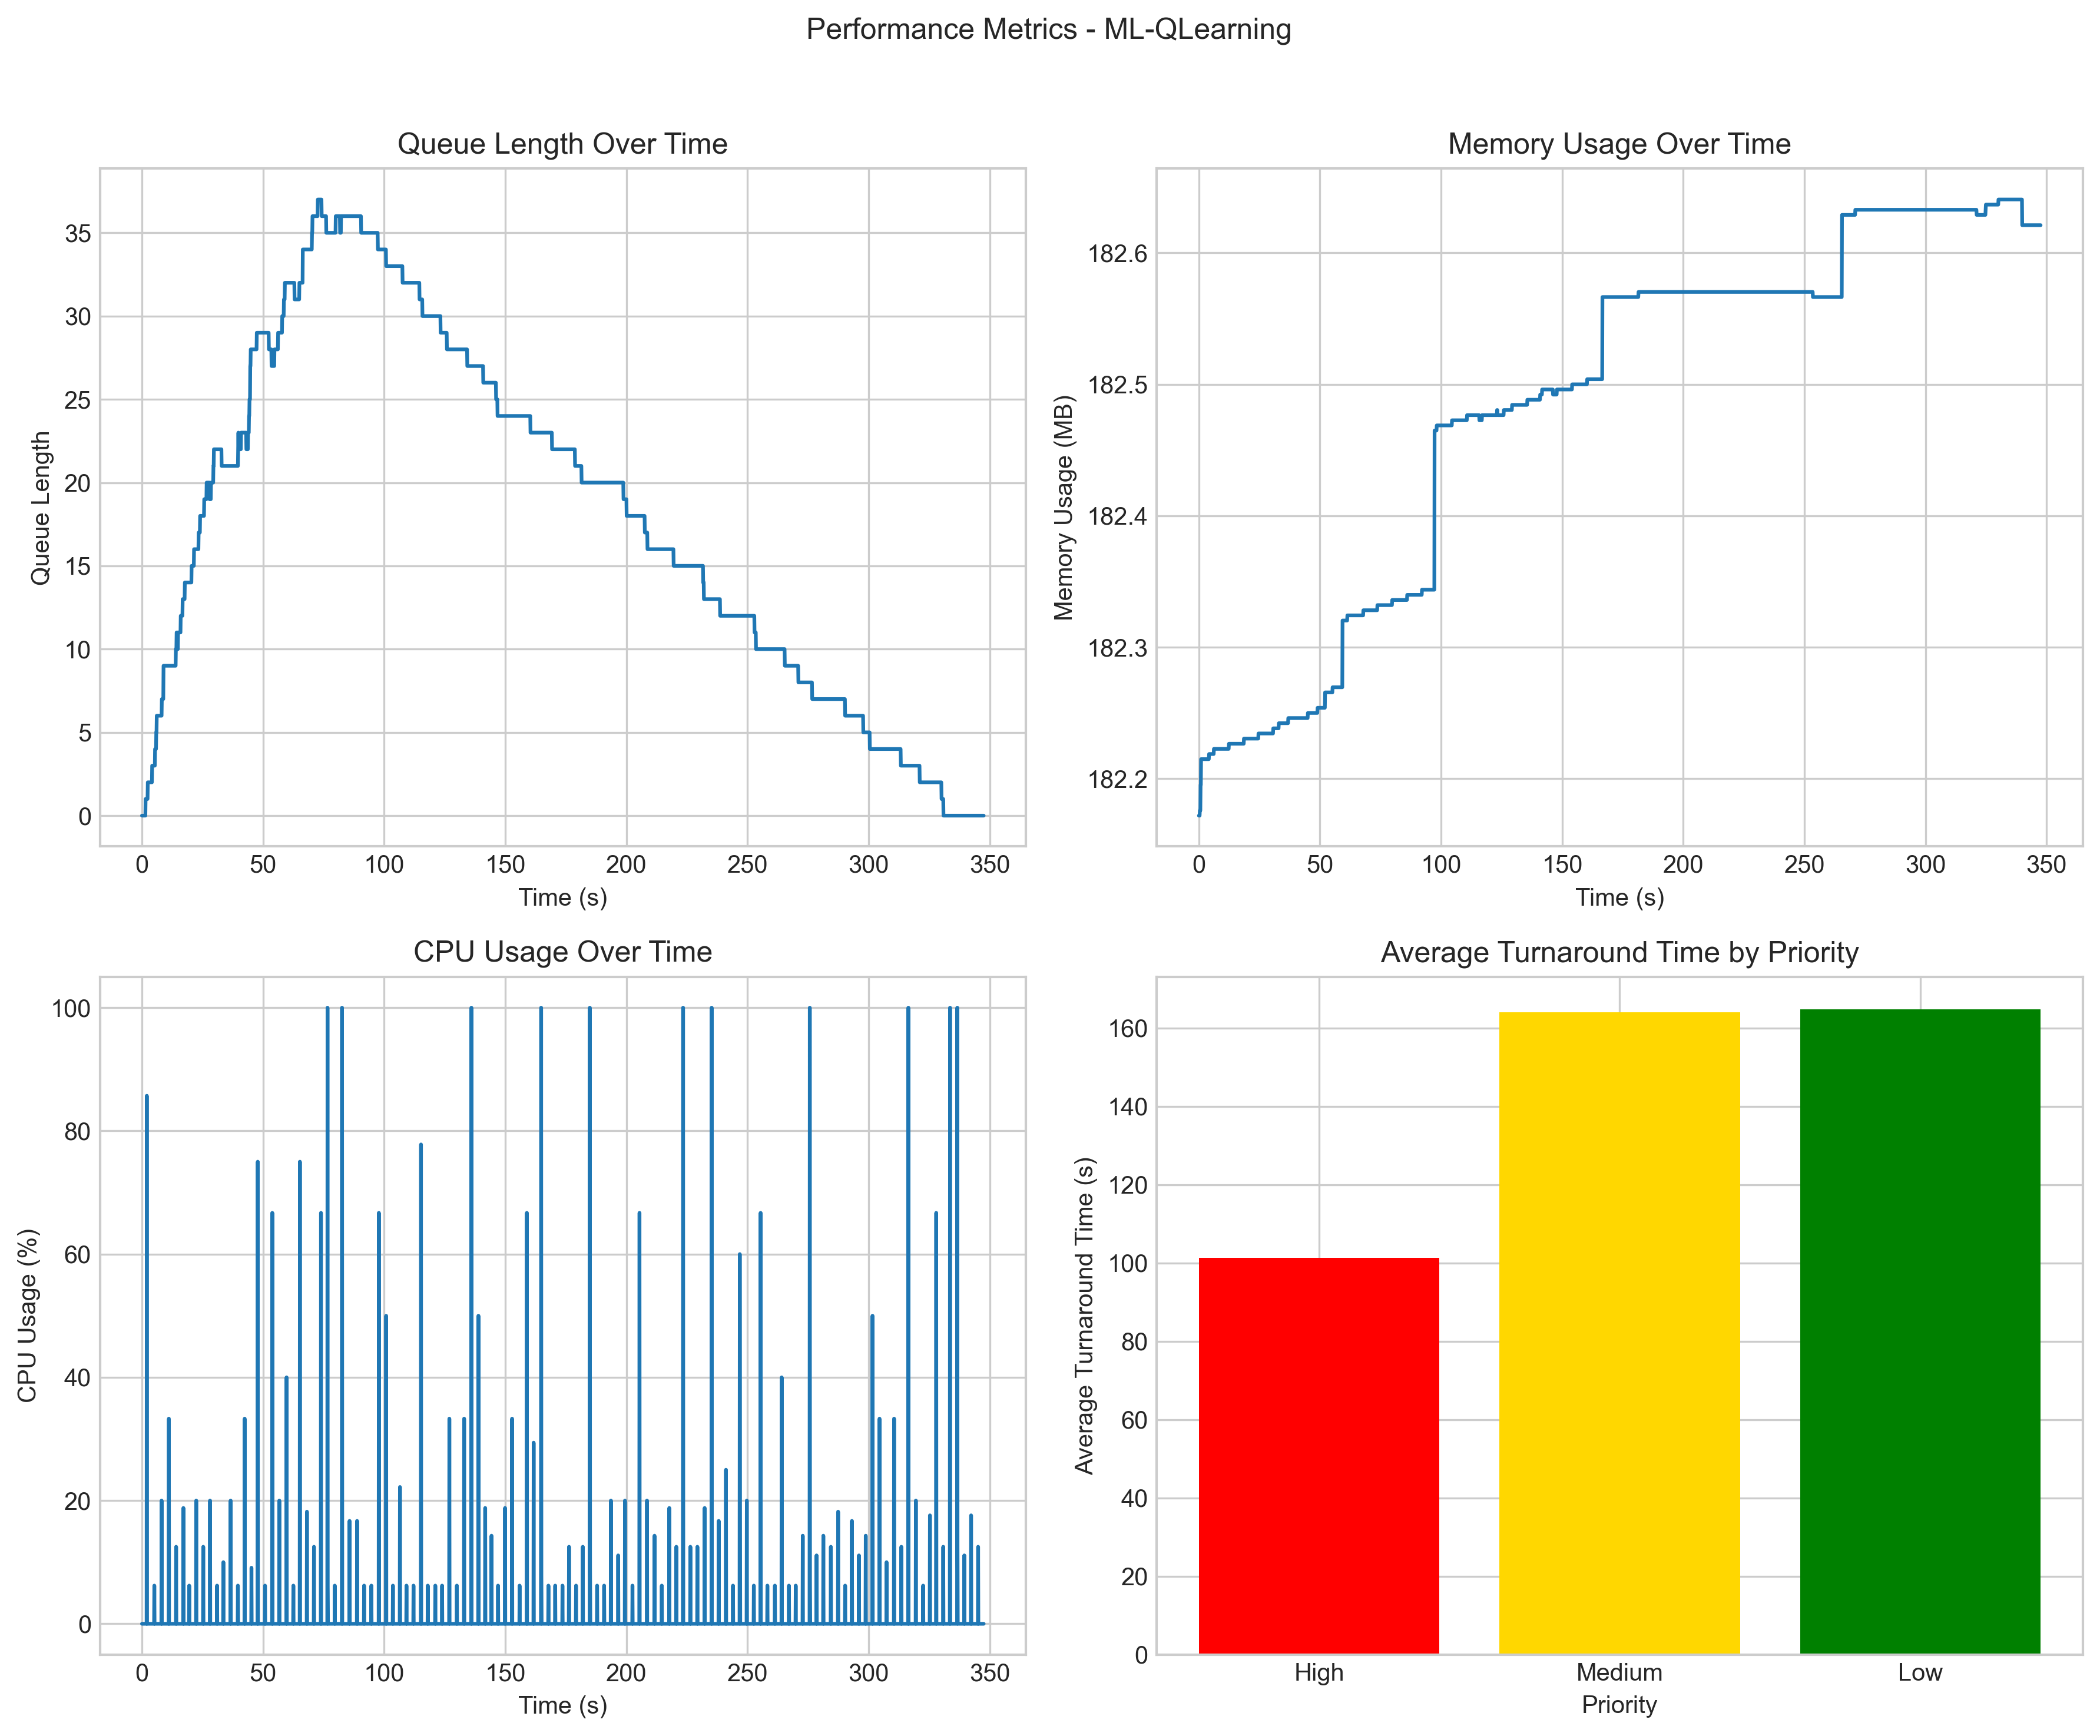 Performance Metrics - ML-QLearning
Queue Length Over Time
Queue Length
35
30
25
20
15
10
5
0
0 50 100 150 200 250 300 350
Time (s)
Memory Usage Over Time
Memory Usage (MB)
182.6
182.5
182.4
182.3
182.2
0 50 100 150 200 250 300 350
Time (s)
CPU Usage Over Time
CPU Usage (%)
100
80
60
40
20
0
0 50 100 150 200 250 300 350
Time (s)
Average Turnaround Time by Priority
Average Turnaround Time (s)
160
140
120
100
80
60
40
20
0
High Medium Low
Priority